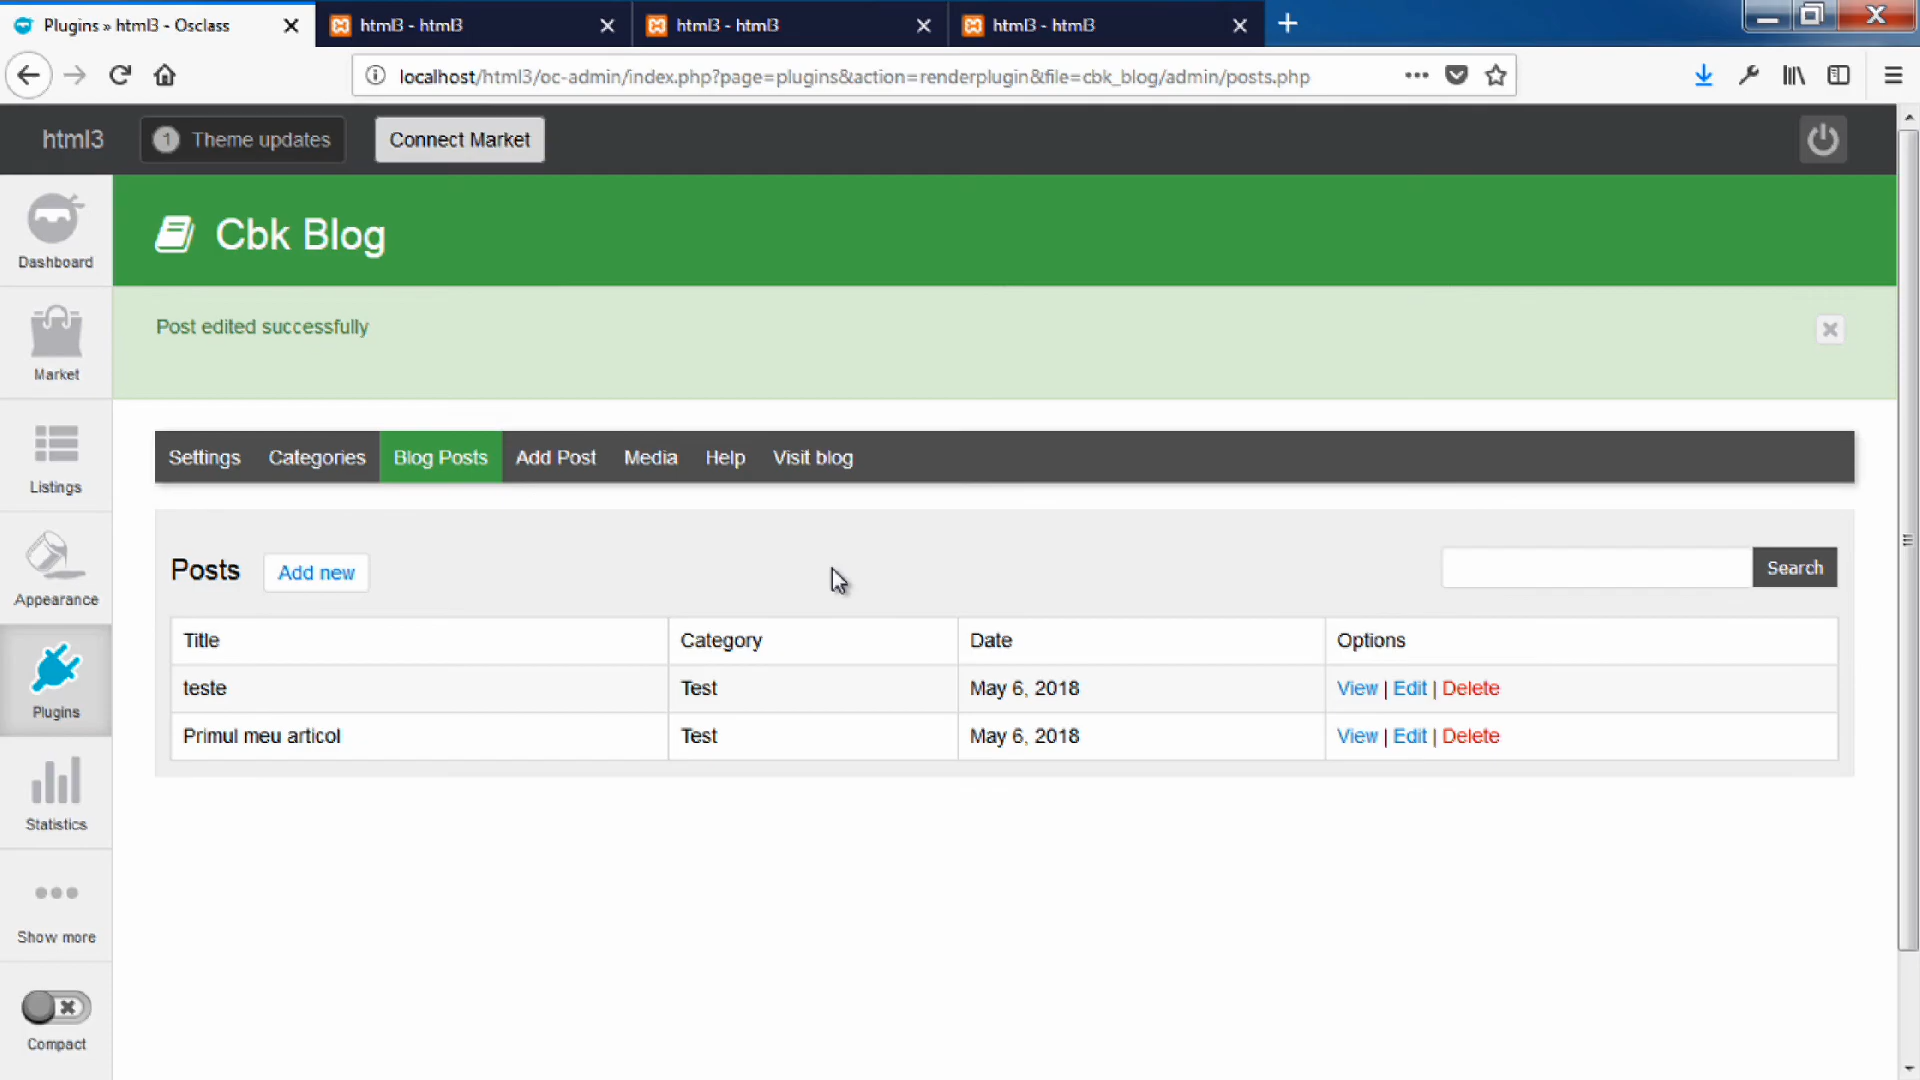 Plugins » html3 - Osclass
html3 - html3
html3 - html3
html3 - html3
localhost/html3/oc-admin/index.php?page=plugins&action=renderplugin&file=cbk_blog/admin/posts.php
html3
1 Theme updates
Connect Market
Dashboard
Market
Listings
Appearance
Plugins
Statistics
Show more
Compact
Cbk Blog
Post edited successfully
Settings Categories Blog Posts Add Post Media Help Visit blog
Posts Add new Search
Title Category Date Options
teste Test May 6, 2018 View | Edit | Delete
Primul meu articol Test May 6, 2018 View | Edit | Delete